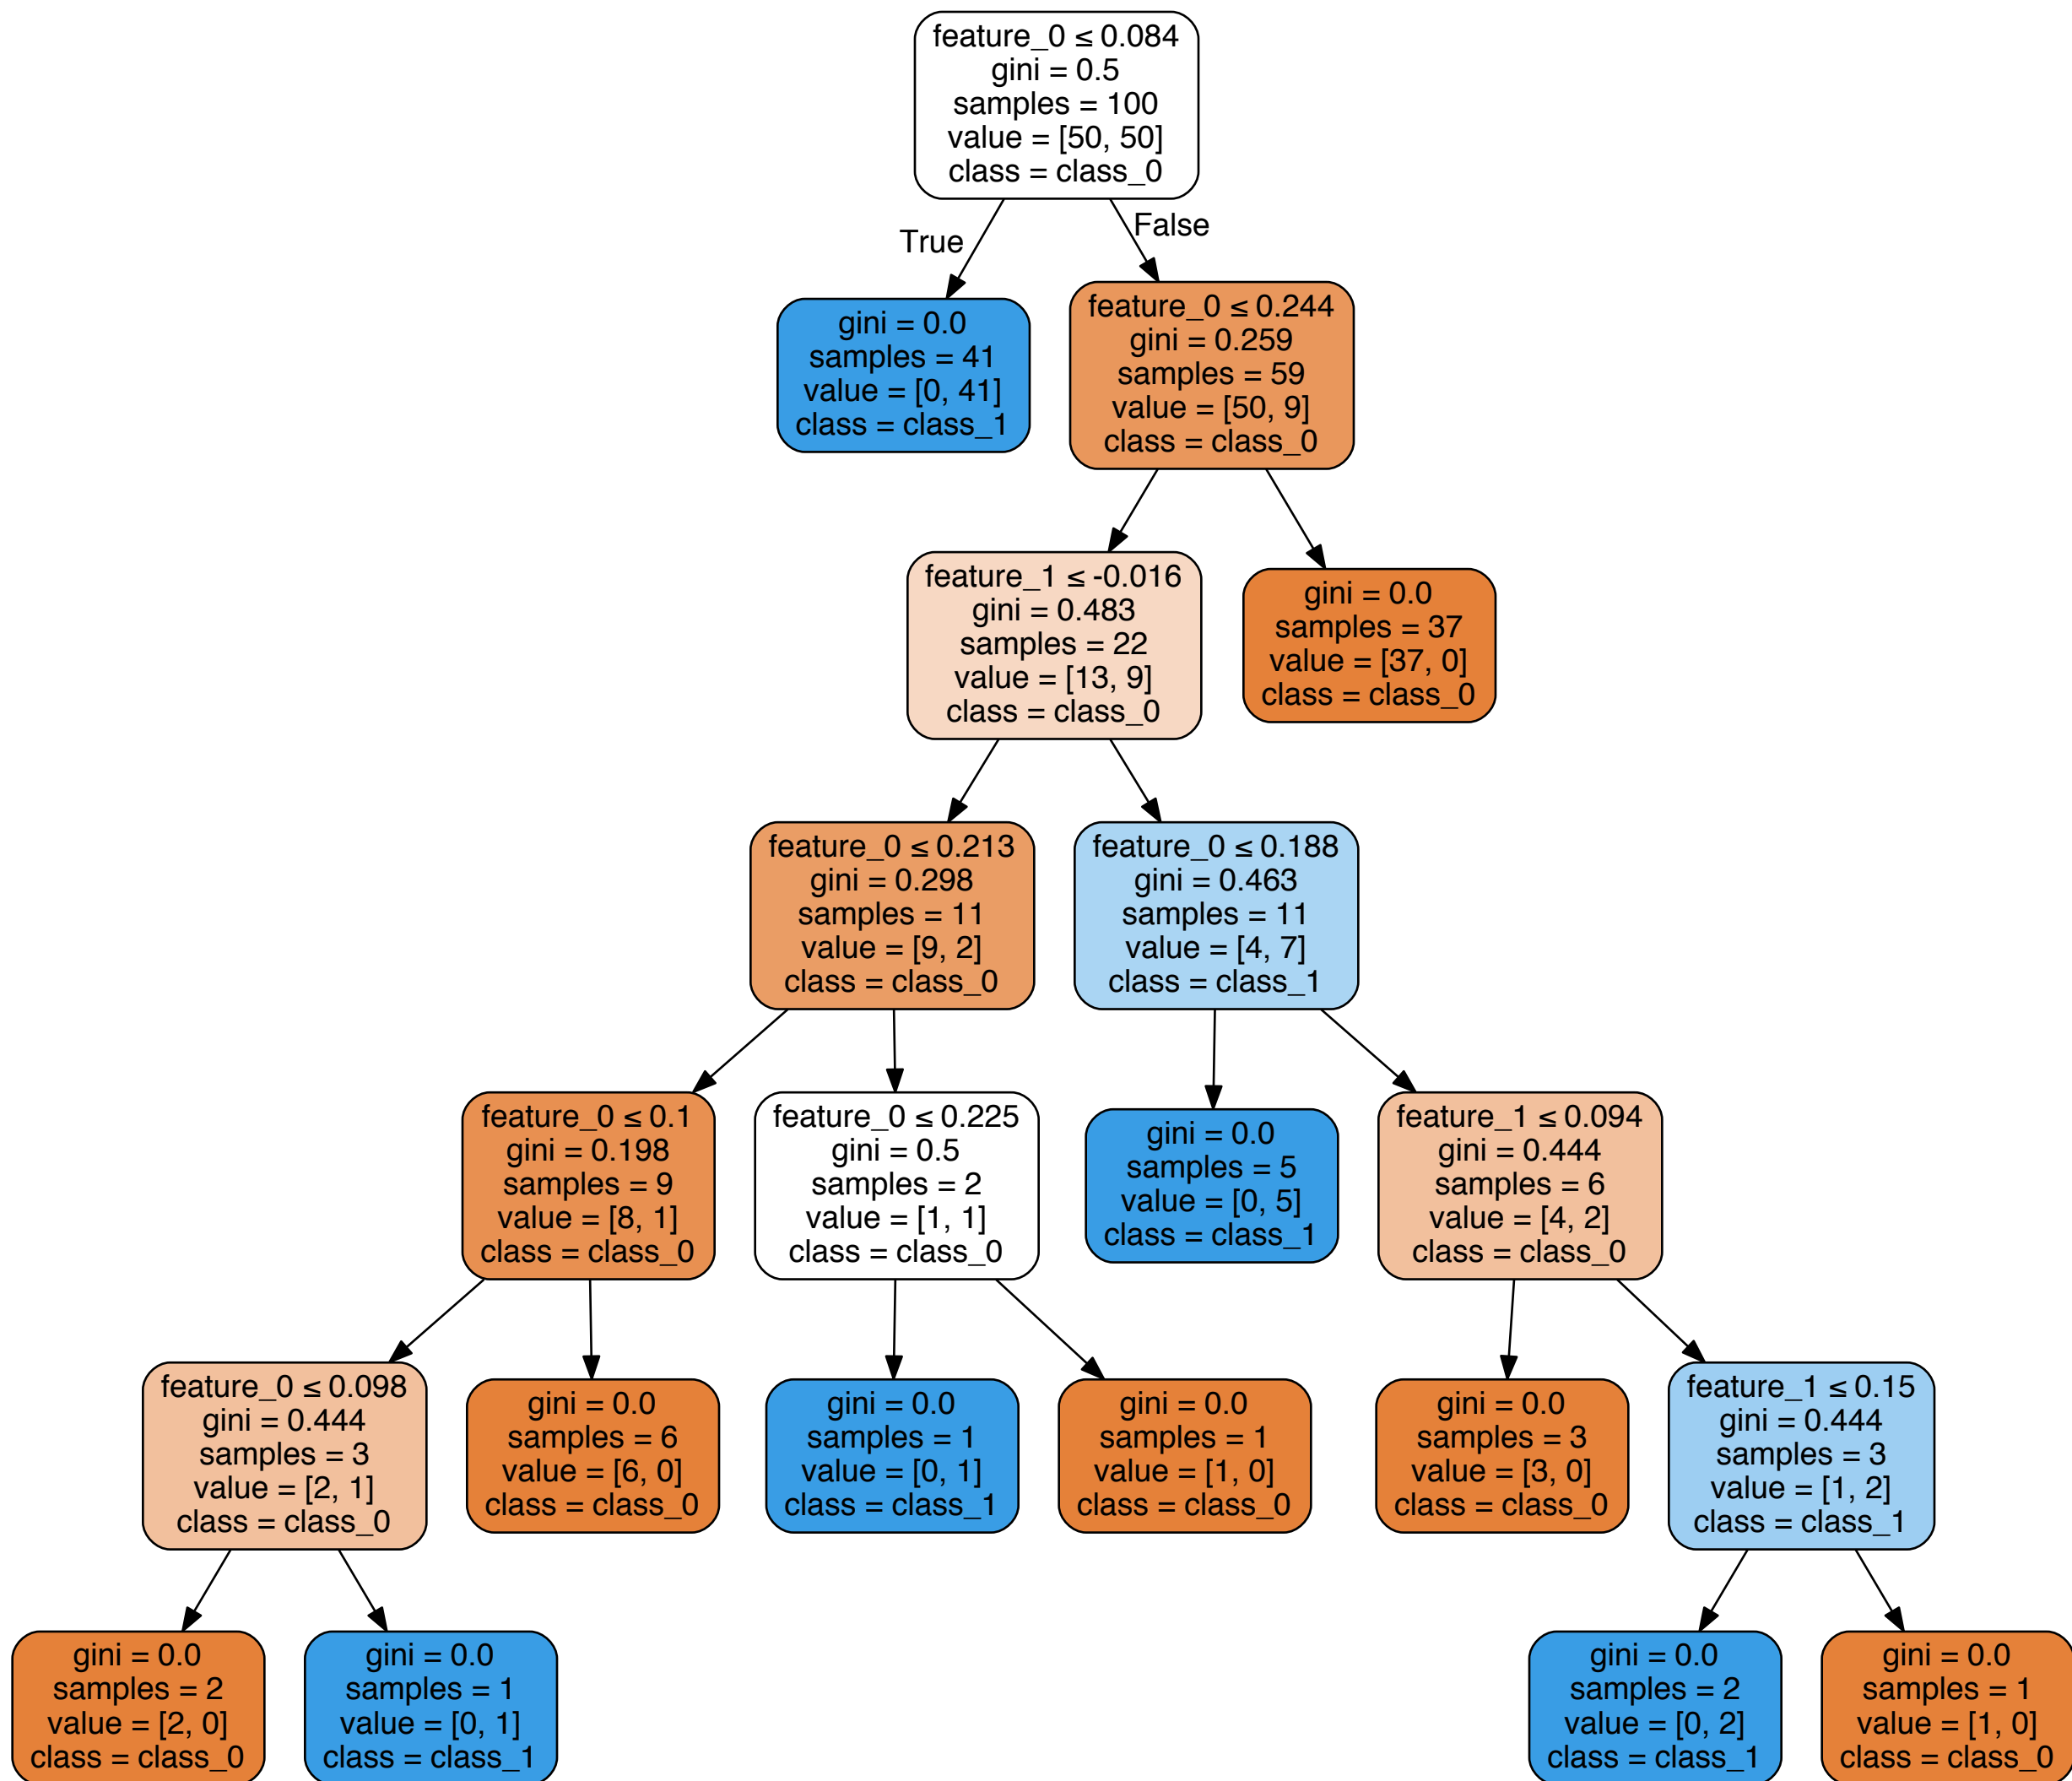 feature_0 ≤ 0.084
gini = 0.5
samples = 100
value = [50, 50]
class = class_0
True
False
gini = 0.0
samples = 41
value = [0, 41]
class = class_1
feature_0 ≤ 0.244
gini = 0.259
samples = 59
value = [50, 9]
class = class_0
feature_1 ≤ -0.016
gini = 0.483
samples = 22
value = [13, 9]
class = class_0
gini = 0.0
samples = 37
value = [37, 0]
class = class_0
feature_0 ≤ 0.213
gini = 0.298
samples = 11
value = [9, 2]
class = class_0
feature_0 ≤ 0.188
gini = 0.463
samples = 11
value = [4, 7]
class = class_1
feature_0 ≤ 0.1
gini = 0.198
samples = 9
value = [8, 1]
class = class_0
feature_0 ≤ 0.225
gini = 0.5
samples = 2
value = [1, 1]
class = class_0
gini = 0.0
samples = 5
value = [0, 5]
class = class_1
feature_1 ≤ 0.094
gini = 0.444
samples = 6
value = [4, 2]
class = class_0
feature_0 ≤ 0.098
gini = 0.444
samples = 3
value = [2, 1]
class = class_0
gini = 0.0
samples = 6
value = [6, 0]
class = class_0
gini = 0.0
samples = 1
value = [0, 1]
class = class_1
gini = 0.0
samples = 1
value = [1, 0]
class = class_0
gini = 0.0
samples = 3
value = [3, 0]
class = class_0
feature_1 ≤ 0.15
gini = 0.444
samples = 3
value = [1, 2]
class = class_1
gini = 0.0
samples = 2
value = [2, 0]
class = class_0
gini = 0.0
samples = 1
value = [0, 1]
class = class_1
gini = 0.0
samples = 2
value = [0, 2]
class = class_1
gini = 0.0
samples = 1
value = [1, 0]
class = class_0